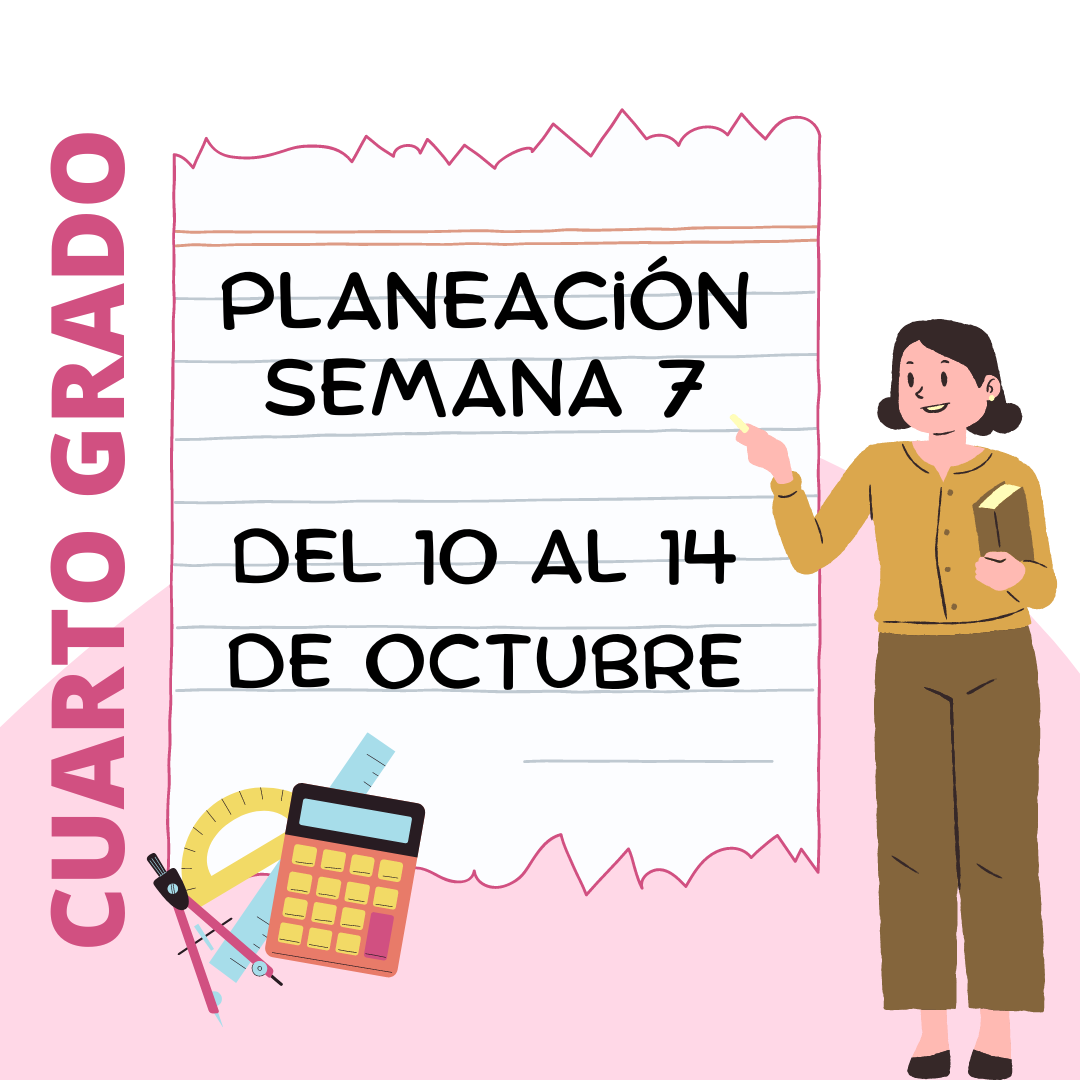 CUARTO GRADO
PLANEACIÓN
SEMANA 7
DEL 10 AL 14
DE OCTUBRE